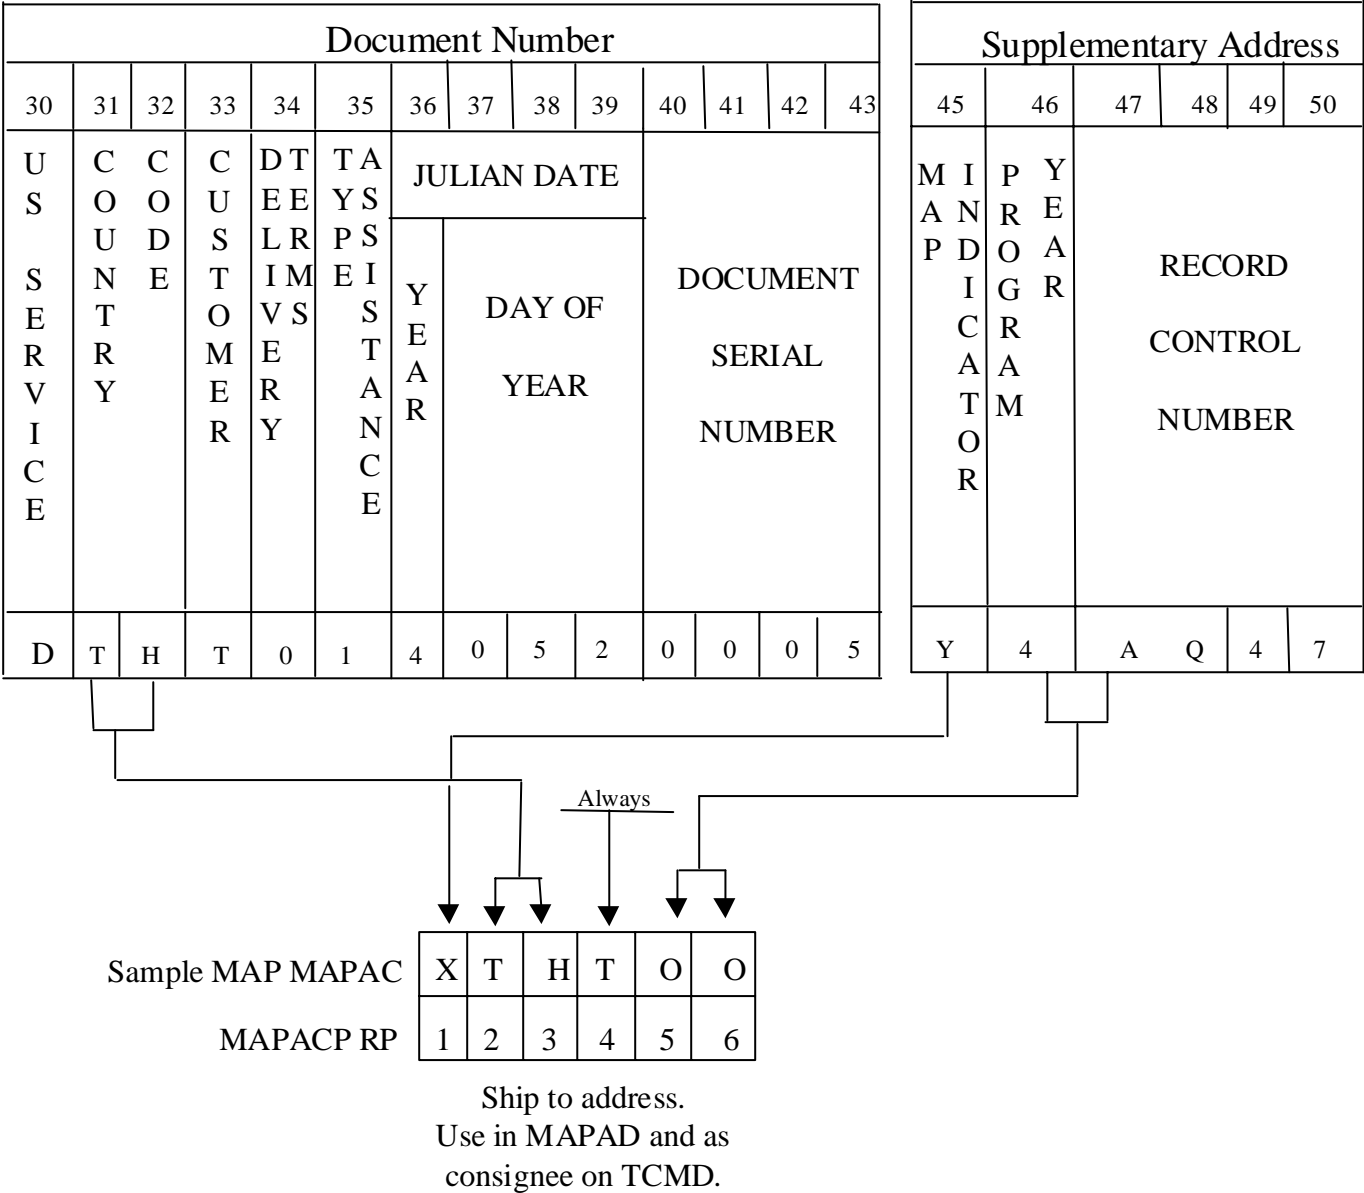 Document Number
30 31 32 33 34 35 36 37 38 39 40 41 42 43
US SERVICE
COUNTRY
CODE
CUSTOMER
DELIVERY
TERMS
TYPE
ASSISTANCE
JULIAN DATE
YEAR
DAY OF
YEAR
DOCUMENT
SERIAL
NUMBER
D T H T 0 1 4 0 5 2 0 0 0 5
Supplementary Address
45 46 47 48 49 50
MAP
INDICATOR
PROGRAM
YEAR
RECORD
CONTROL
NUMBER
Y 4 A Q 4 7
Always
Sample MAP MAPAC X T H T O O
MAPACP RP 1 2 3 4 5 6
Ship to address.
Use in MAPAD and as
consignee on TCMD.